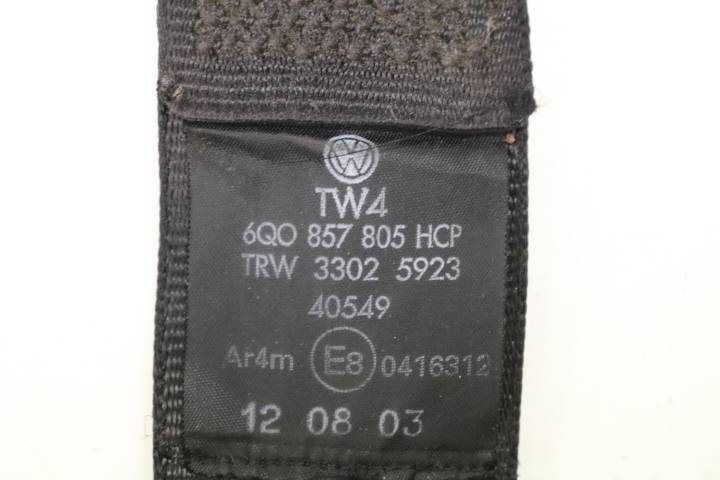 TW4
6Q0 857 805 HCP
TRW 3302 5923
40549
Ar4m E8 0416312
12 08 03